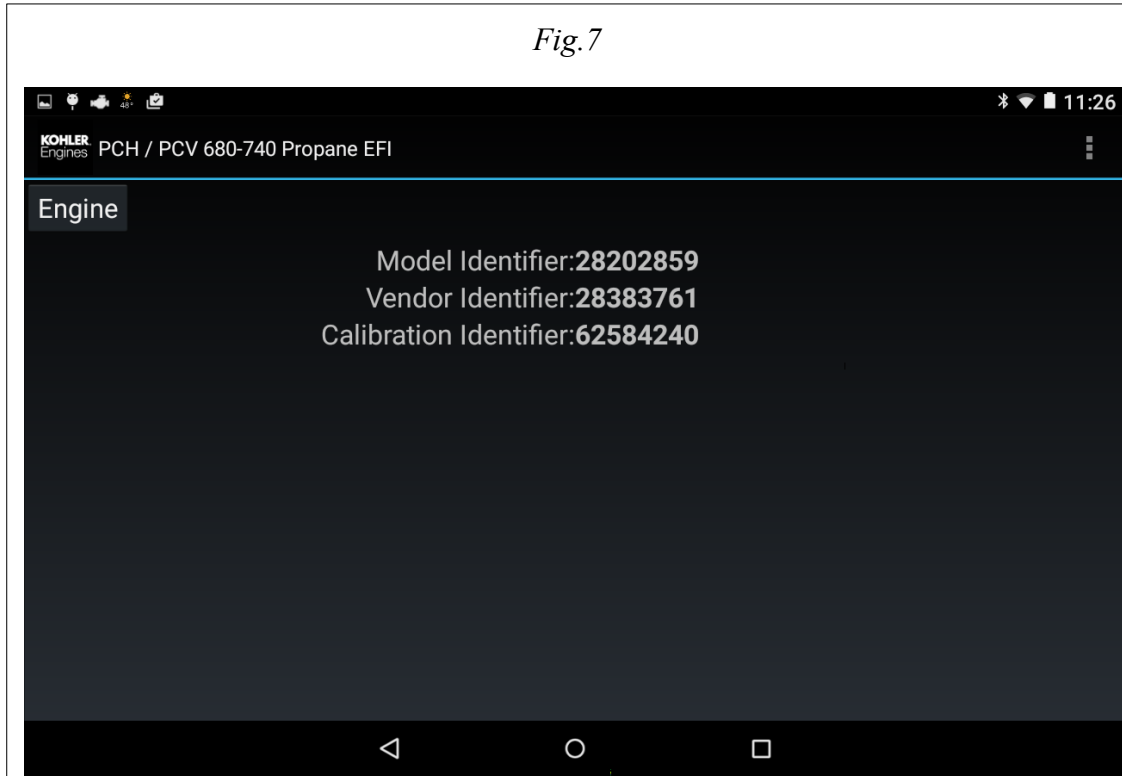 Fig.7
48°
11:26
KOHLER
Engines
PCH / PCV 680-740 Propane EFI
Engine
Model Identifier:28202859
Vendor Identifier:28383761
Calibration Identifier:62584240